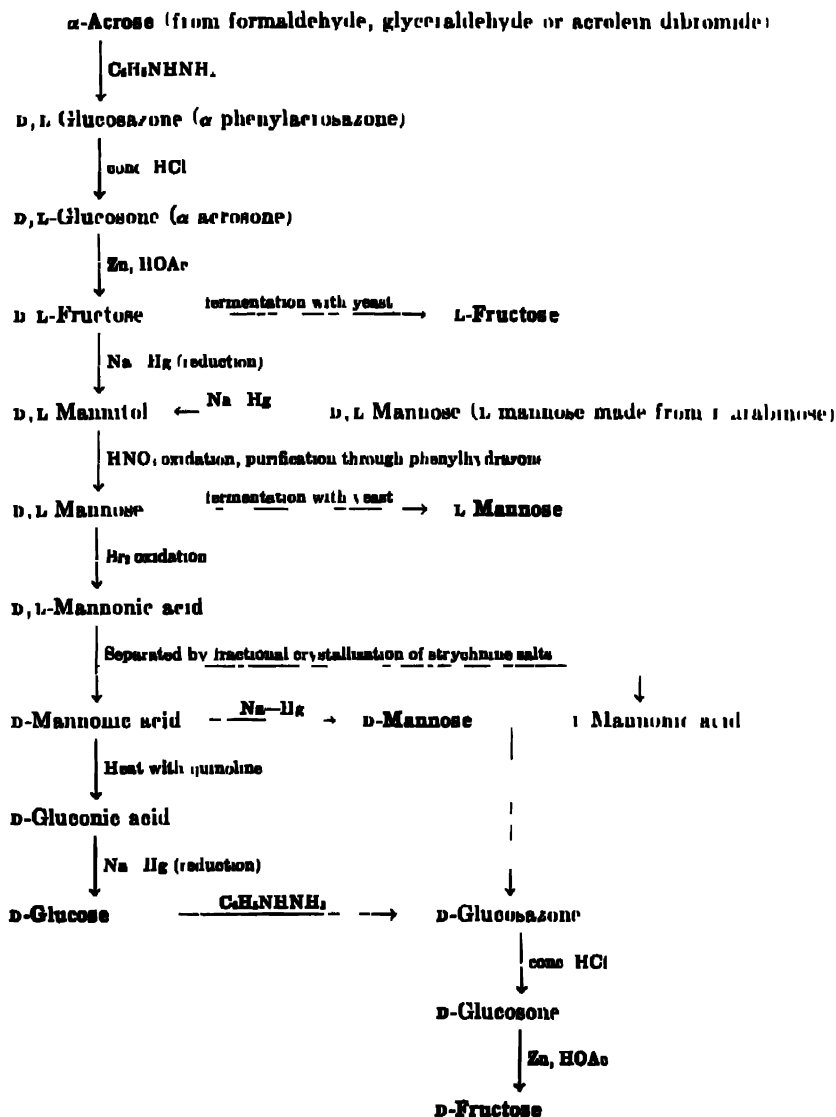 α-Acrose (from formaldehyde, glyceraldehyde or acrolein dibromide)
C₆H₅NHNH₂
D, L Glucosazone (α phenylacrosazone)
conc HCl
D, L-Glucosone (α acrosone)
Zn, HOAc
D L-Fructose fermentation with yeast → L-Fructose
Na Hg (reduction)
D, L Mannitol ← Na Hg D, L Mannose (L mannose made from L arabinose)
HNO₃ oxidation, purification through phenylhydrazone
D, L Mannose fermentation with yeast → L Mannose
Br₂ oxidation
D, L-Mannonic acid
Separated by fractional crystallization of strychnine salts
D-Mannonic acid Na—Hg → D-Mannose L Mannonic acid
Heat with quinoline
D-Gluconic acid
Na Hg (reduction)
D-Glucose C₆H₅NHNH₂ → D-Glucosazone
conc HCl
D-Glucosone
Zn, HOAc
D-Fructose